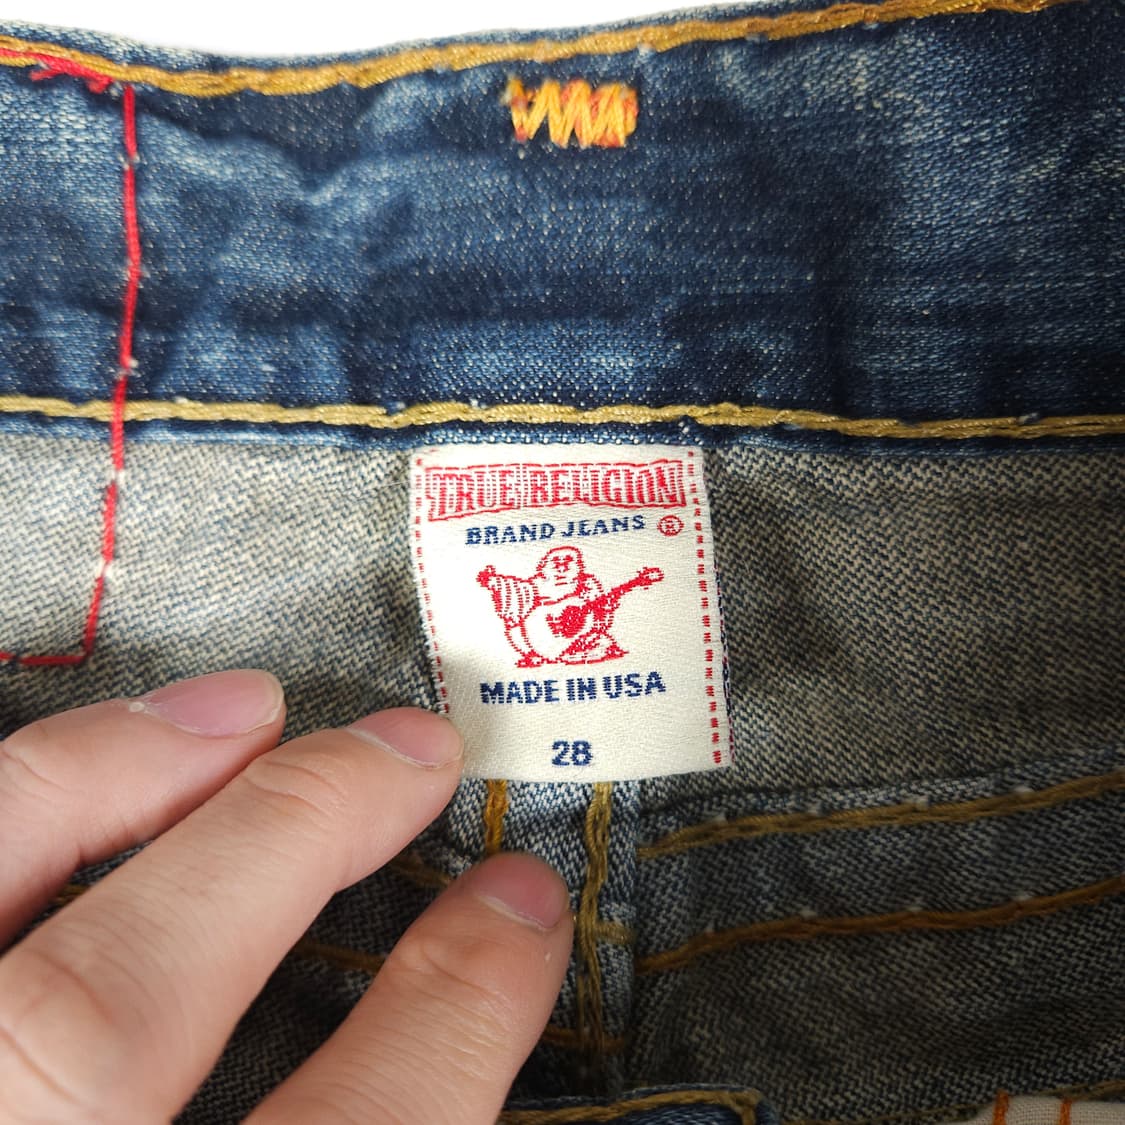 TRUE RELIGION
BRAND JEANS ®
MADE IN USA
28